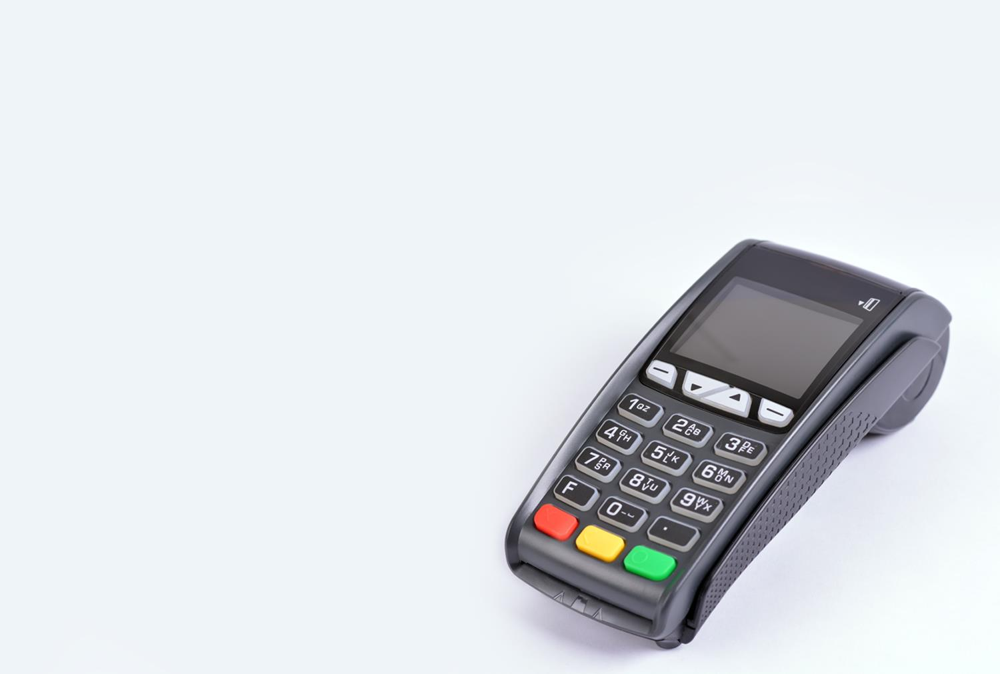 1 QZ
2 ABC
3 DEF
4 GHI
5 JKL
6 MNO
7 PRS
8 TUV
9 WXY
F
0
.